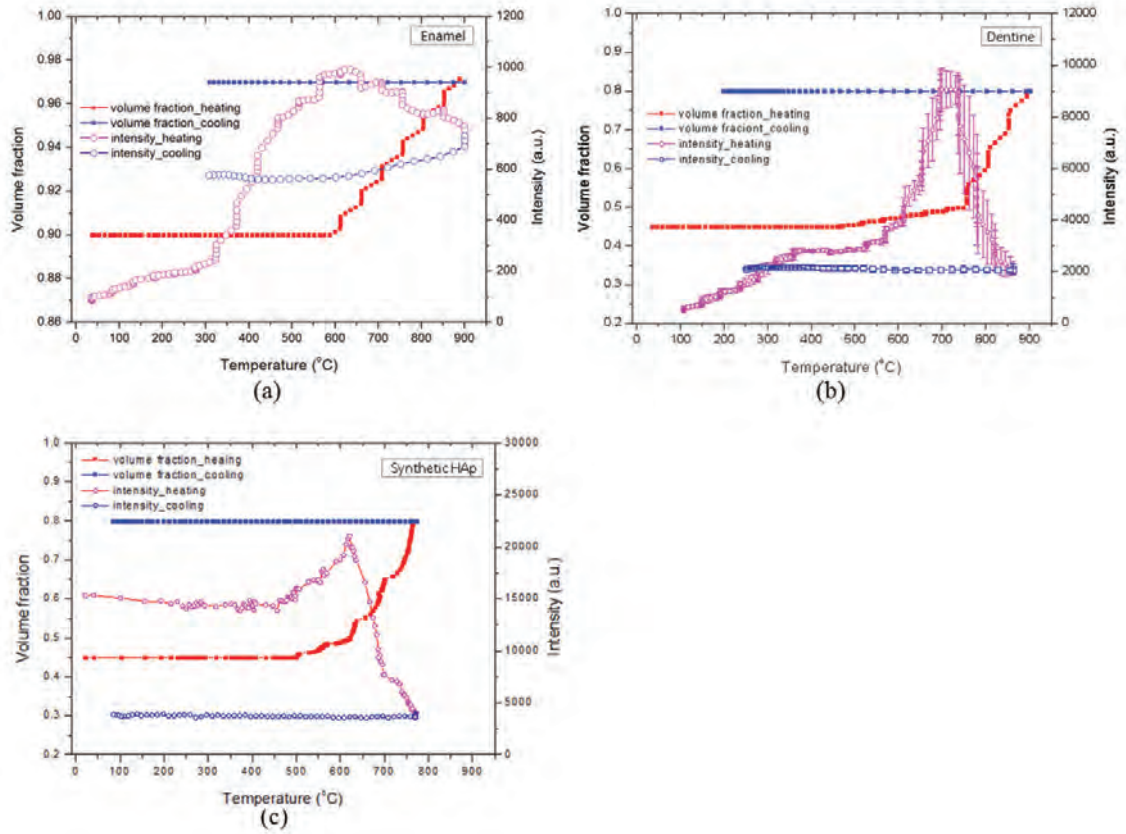 1.00
0.98
0.96
0.94
0.92
0.90
0.88
0.86
Volume fraction
Enamel
volume fraction_heating
volume fraction_cooling
intensity_heating
intensity_cooling
1200
1000
800
600
400
200
0
Intensity (a.u.)
0 100 200 300 400 500 600 700 800 900
Temperature (°C)
(a)
1.0
0.9
0.8
0.7
0.6
0.5
0.4
0.3
0.2
Volume fraction
Dentine
volume fraction_heating
volume fraciont_cooling
intensity_heating
intensity_cooling
12000
10000
8000
6000
4000
2000
0
Intensity (a.u.)
0 100 200 300 400 500 600 700 800 900
Temperature (°C)
(b)
1.0
0.9
0.8
0.7
0.6
0.5
0.4
0.3
0.2
Volume fraction
volume fraction_heaing
volume fraction_cooling
intensity_heating
intensity_cooling
Synthetic HAp
30000
25000
20000
15000
10000
5000
0
Intensity (a.u.)
0 100 200 300 400 500 600 700 800 900
Temperature (°C)
(c)